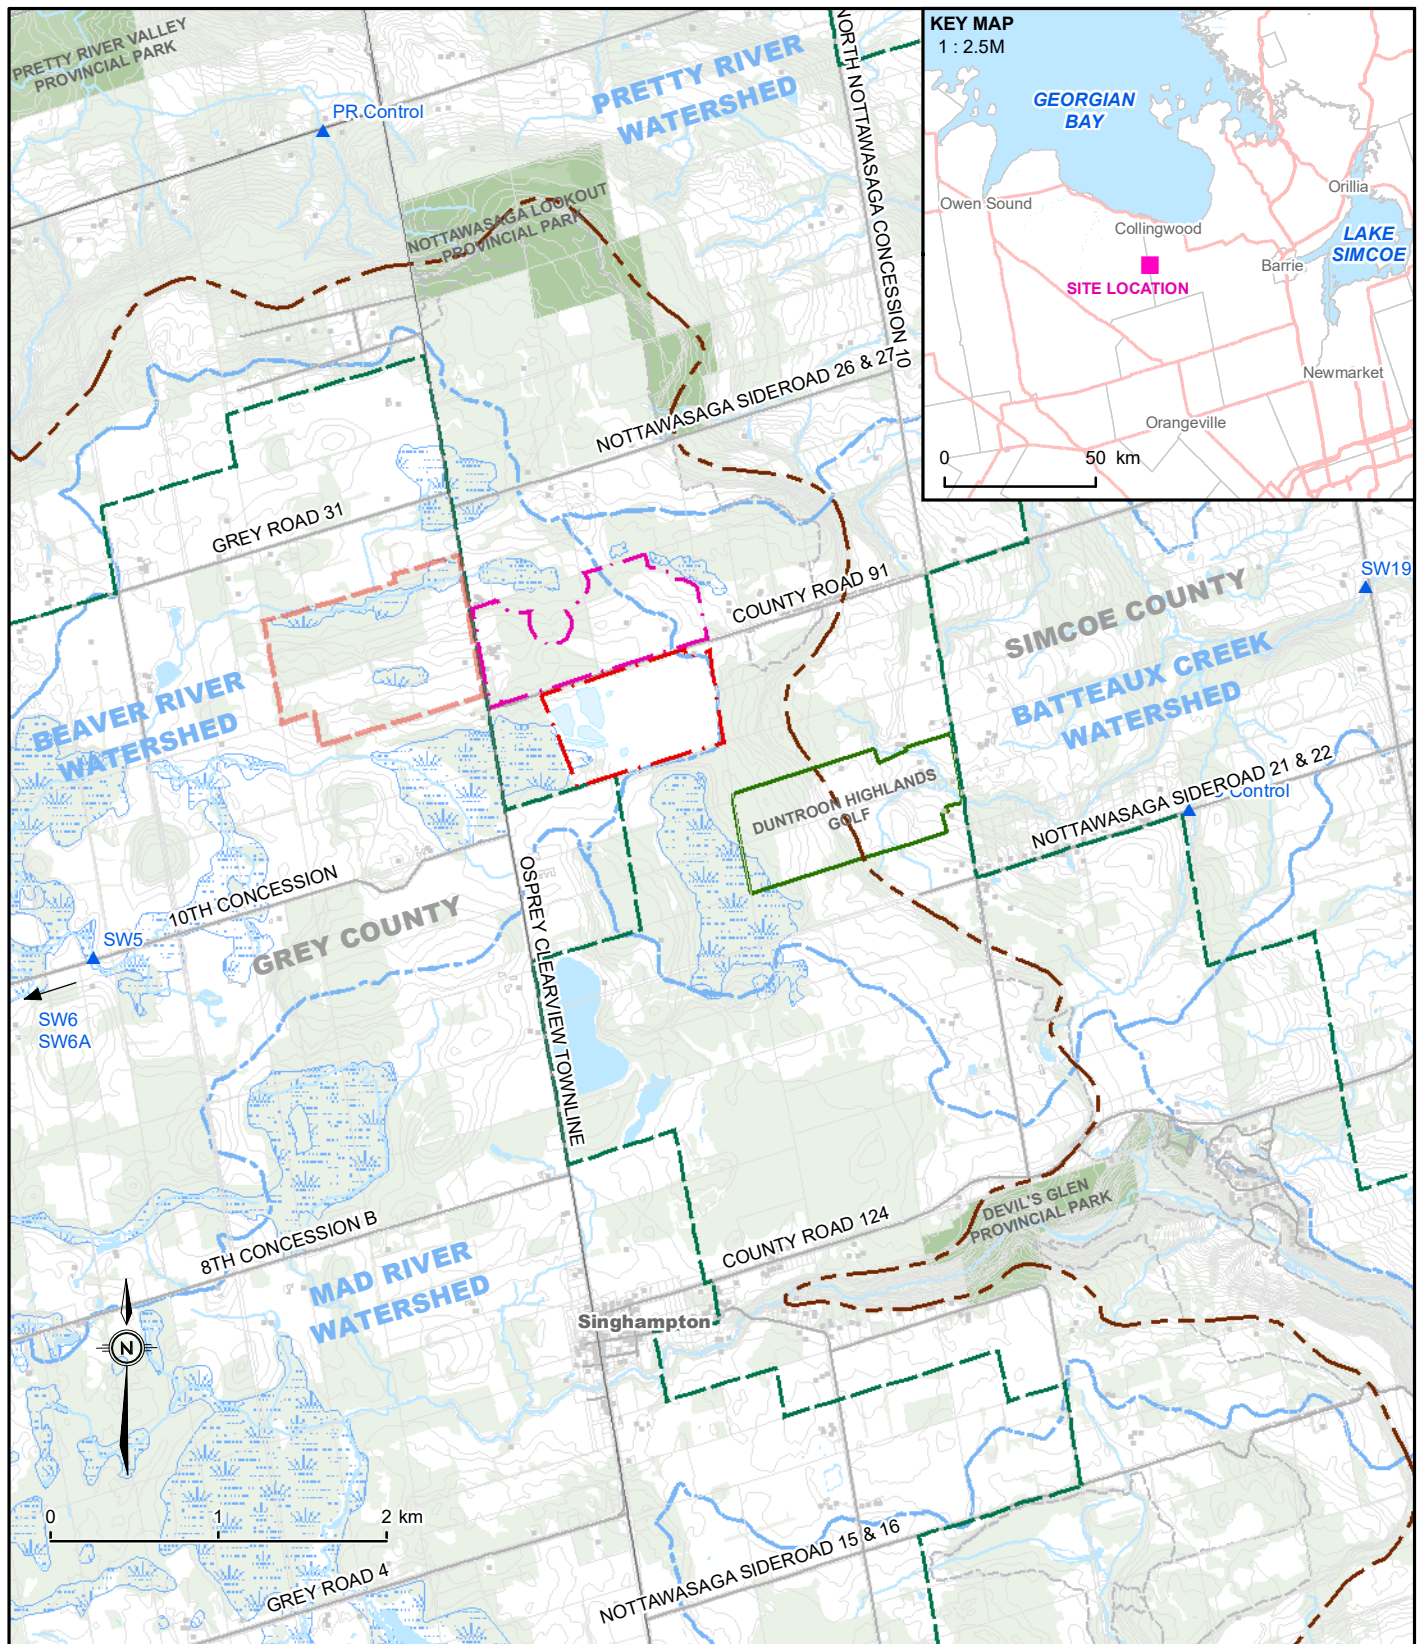 PRETTY RIVER VALLEY
PROVINCIAL PARK
PR Control
PRETTY RIVER
WATERSHED
NORTH NOTTAWASAGA CONCESSION 10
KEY MAP
1 : 2.5M
GEORGIAN
BAY
Owen Sound
Collingwood
Orillia
LAKE
SIMCOE
Barrie
SITE LOCATION
Newmarket
Orangeville
0
50 km
NOTTAWASAGA LOOKOUT
PROVINCIAL PARK
NOTTAWASAGA SIDEROAD 26 & 27
GREY ROAD 31
COUNTY ROAD 91
SW19
SIMCOE COUNTY
BATTEAUX CREEK
WATERSHED
BEAVER RIVER
WATERSHED
DUNTROON HIGHLANDS
GOLF
NOTTAWASAGA SIDEROAD 21 & 22
Control
10TH CONCESSION
GREY COUNTY
OSPREY CLEARVIEW TOWNLINE
SW5
SW6
SW6A
8TH CONCESSION B
MAD RIVER
WATERSHED
COUNTY ROAD 124
DEVIL'S GLEN
PROVINCIAL PARK
Singhampton
N
0
1
2 km
GREY ROAD 4
NOTTAWASAGA SIDEROAD 15 & 16